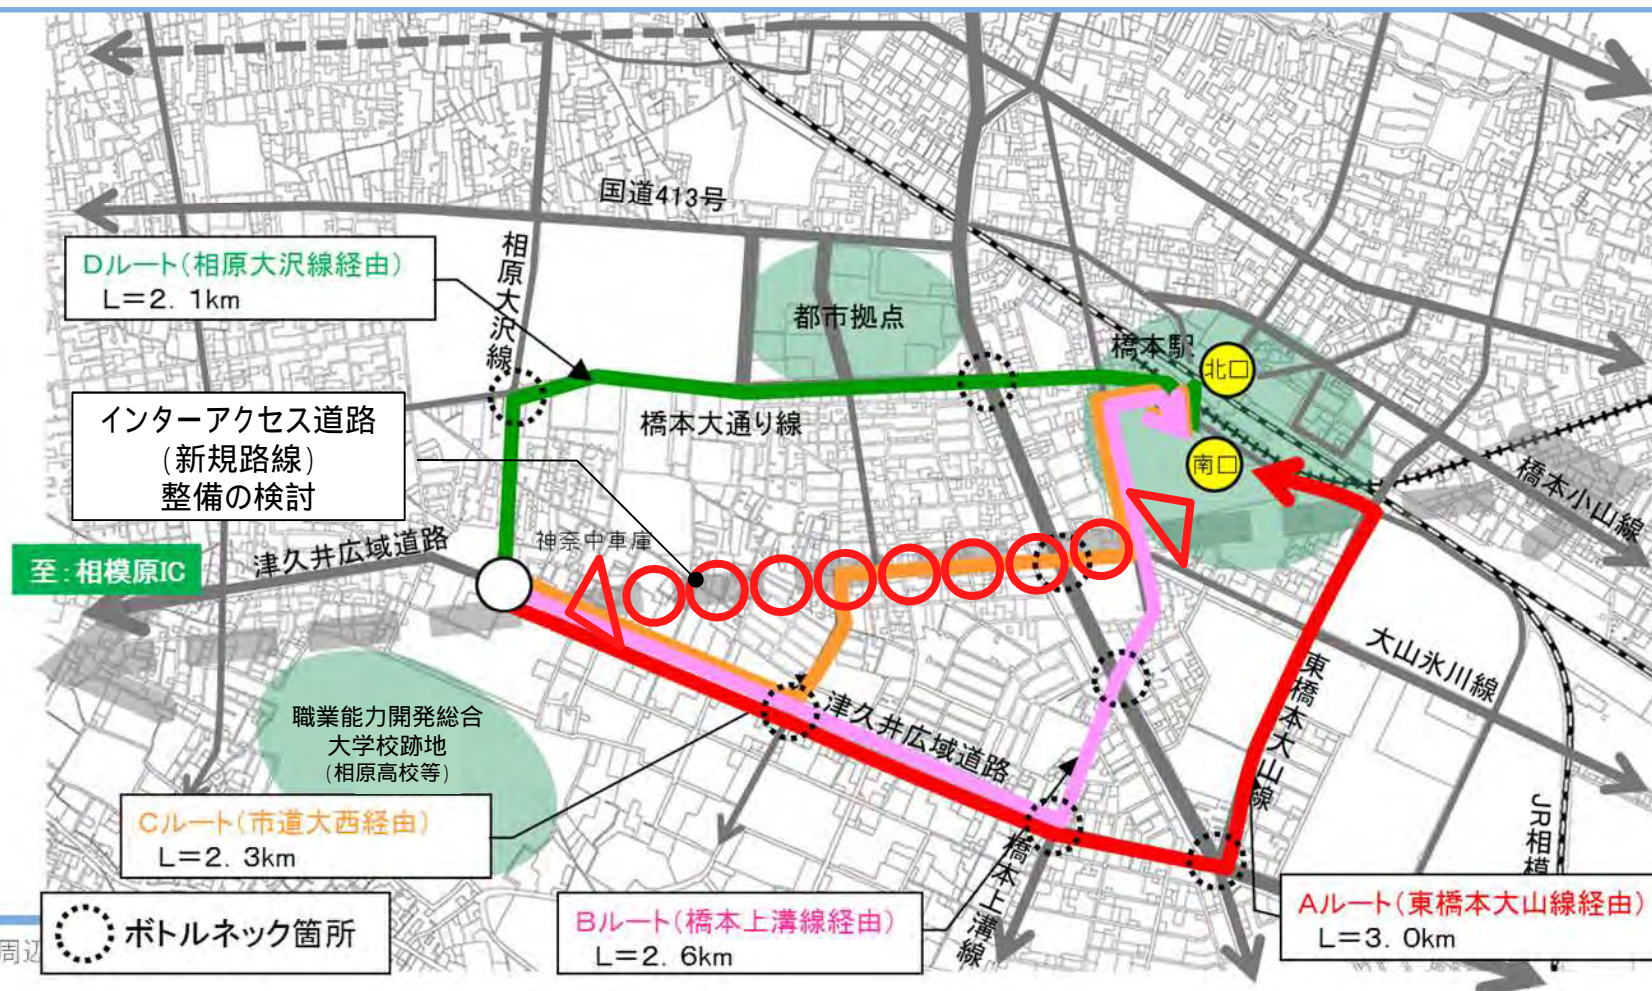 国道413号
Dルート(相原大沢線経由)
L=2. 1km
相原大沢線
都市拠点
橋本駅
北口
インターアクセス道路
(新規路線)
整備の検討
橋本大通り線
南口
橋本小山線
神奈中車庫
津久井広域道路
至:相模原IC
大山氷川線
東橋本大山線
職業能力開発総合
大学校跡地
(相原高校等)
津久井広域道路
Cルート(市道大西経由)
L=2. 3km
JR相模
橋本上溝線
Bルート(橋本上溝線経由)
L=2. 6km
Aルート(東橋本大山線経由)
L=3. 0km
ボトルネック箇所
周辺